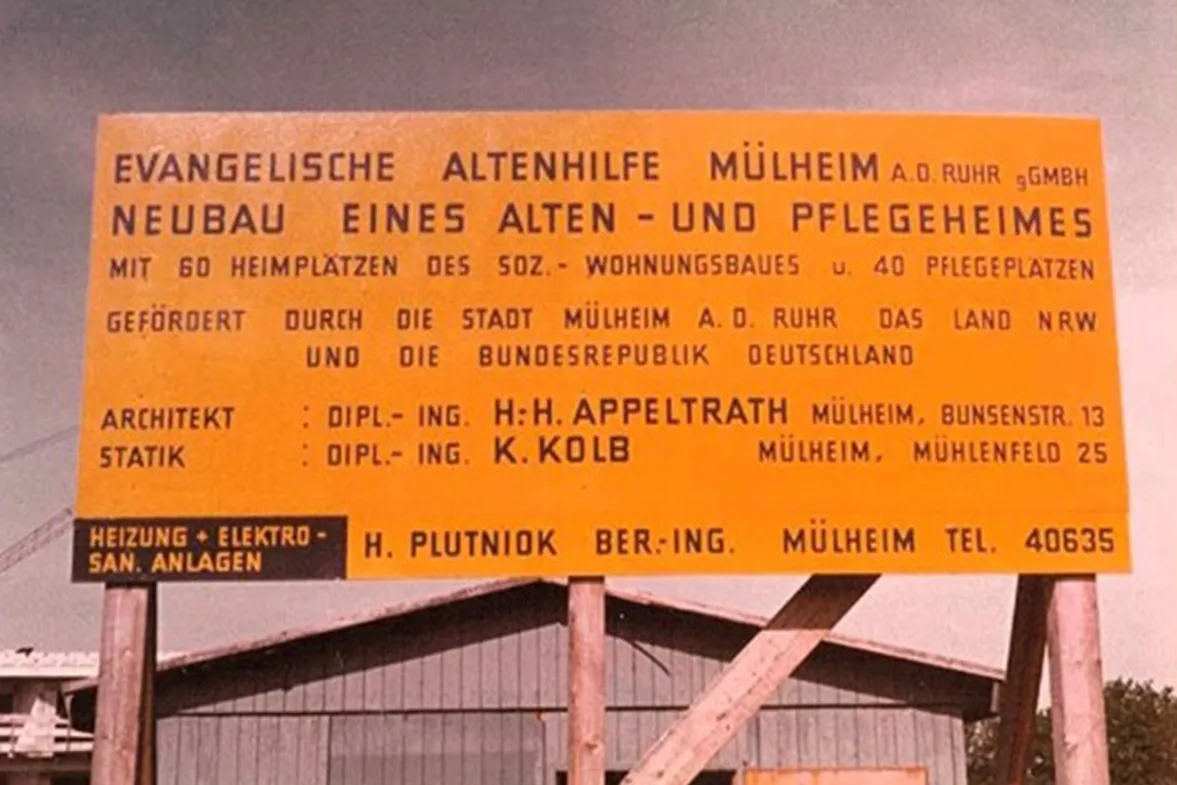 EVANGELISCHE ALTENHILFE MÜLHEIM A.D. RUHR gGMBH
NEUBAU EINES ALTEN - UND PFLEGEHEIMES
MIT 60 HEIMPLÄTZEN DES SOZ.- WOHNUNGSBAUES u. 40 PFLEGEPLÄTZEN
GEFÖRDERT DURCH DIE STADT MÜLHEIM A.D. RUHR DAS LAND NRW
UND DIE BUNDESREPUBLIK DEUTSCHLAND
ARCHITEKT : DIPL.- ING. H.-H. APPELTRATH MÜLHEIM, BUNSENSTR. 13
STATIK : DIPL.- ING. K. KOLB MÜLHEIM, MÜHLENFELD 25
HEIZUNG + ELEKTRO -
SAN. ANLAGEN
H. PLUTNIOK BER.-ING. MÜLHEIM TEL. 40635